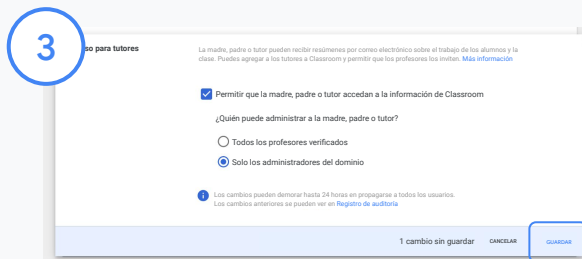 3
so para tutores
La madre, padre o tutor pueden recibir resúmenes por correo electrónico sobre el trabajo de los alumnos y la
clase. Puedes agregar a los tutores a Classroom y permitir que los profesores los inviten. Más información
Permitir que la madre, padre o tutor accedan a la información de Classroom
¿Quién puede administrar a la madre, padre o tutor?
Todos los profesores verificados
Solo los administradores del dominio
Los cambios pueden demorar hasta 24 horas en propagarse a todos los usuarios.
Los cambios anteriores se pueden ver en Registro de auditoría
1 cambio sin guardar CANCELAR GUARDAR